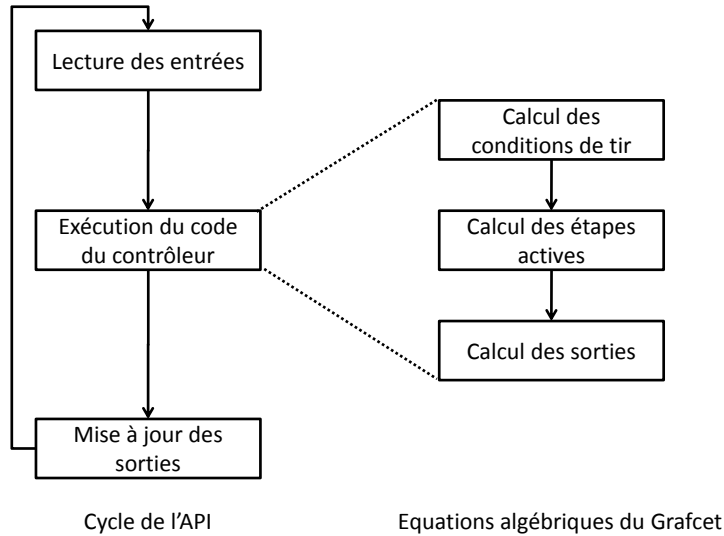 Lecture des entrées
Exécution du code
du contrôleur
Mise à jour des
sorties
Cycle de l'API
Calcul des
conditions de tir
Calcul des étapes
actives
Calcul des sorties
Equations algébriques du Grafcet